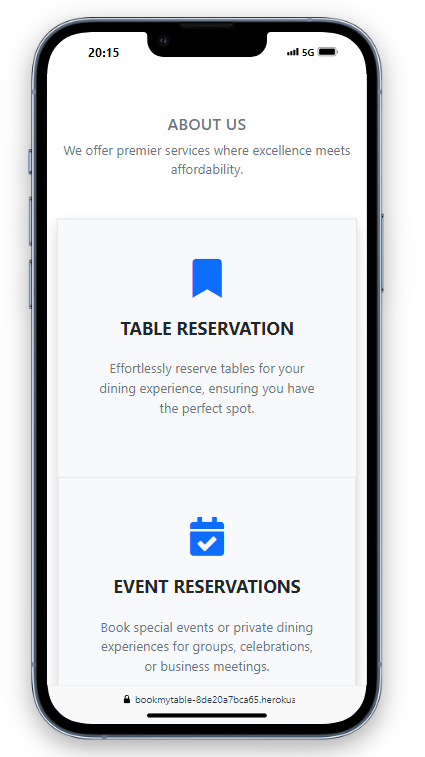 20:15
5G
ABOUT US
We offer premier services where excellence meets
affordability.
TABLE RESERVATION
Effortlessly reserve tables for your
dining experience, ensuring you have
the perfect spot.
EVENT RESERVATIONS
Book special events or private dining
experiences for groups, celebrations,
or business meetings.
bookmytable-8de20a7bca65.herokua